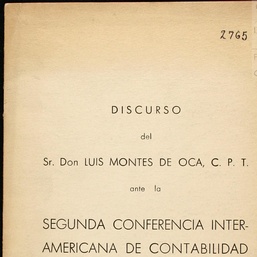 2765
DISCURSO
del
Sr. Don LUIS MONTES DE OCA, C. P. T.
ante la
SEGUNDA CONFERENCIA INTER-
AMERICANA DE CONTABILIDAD